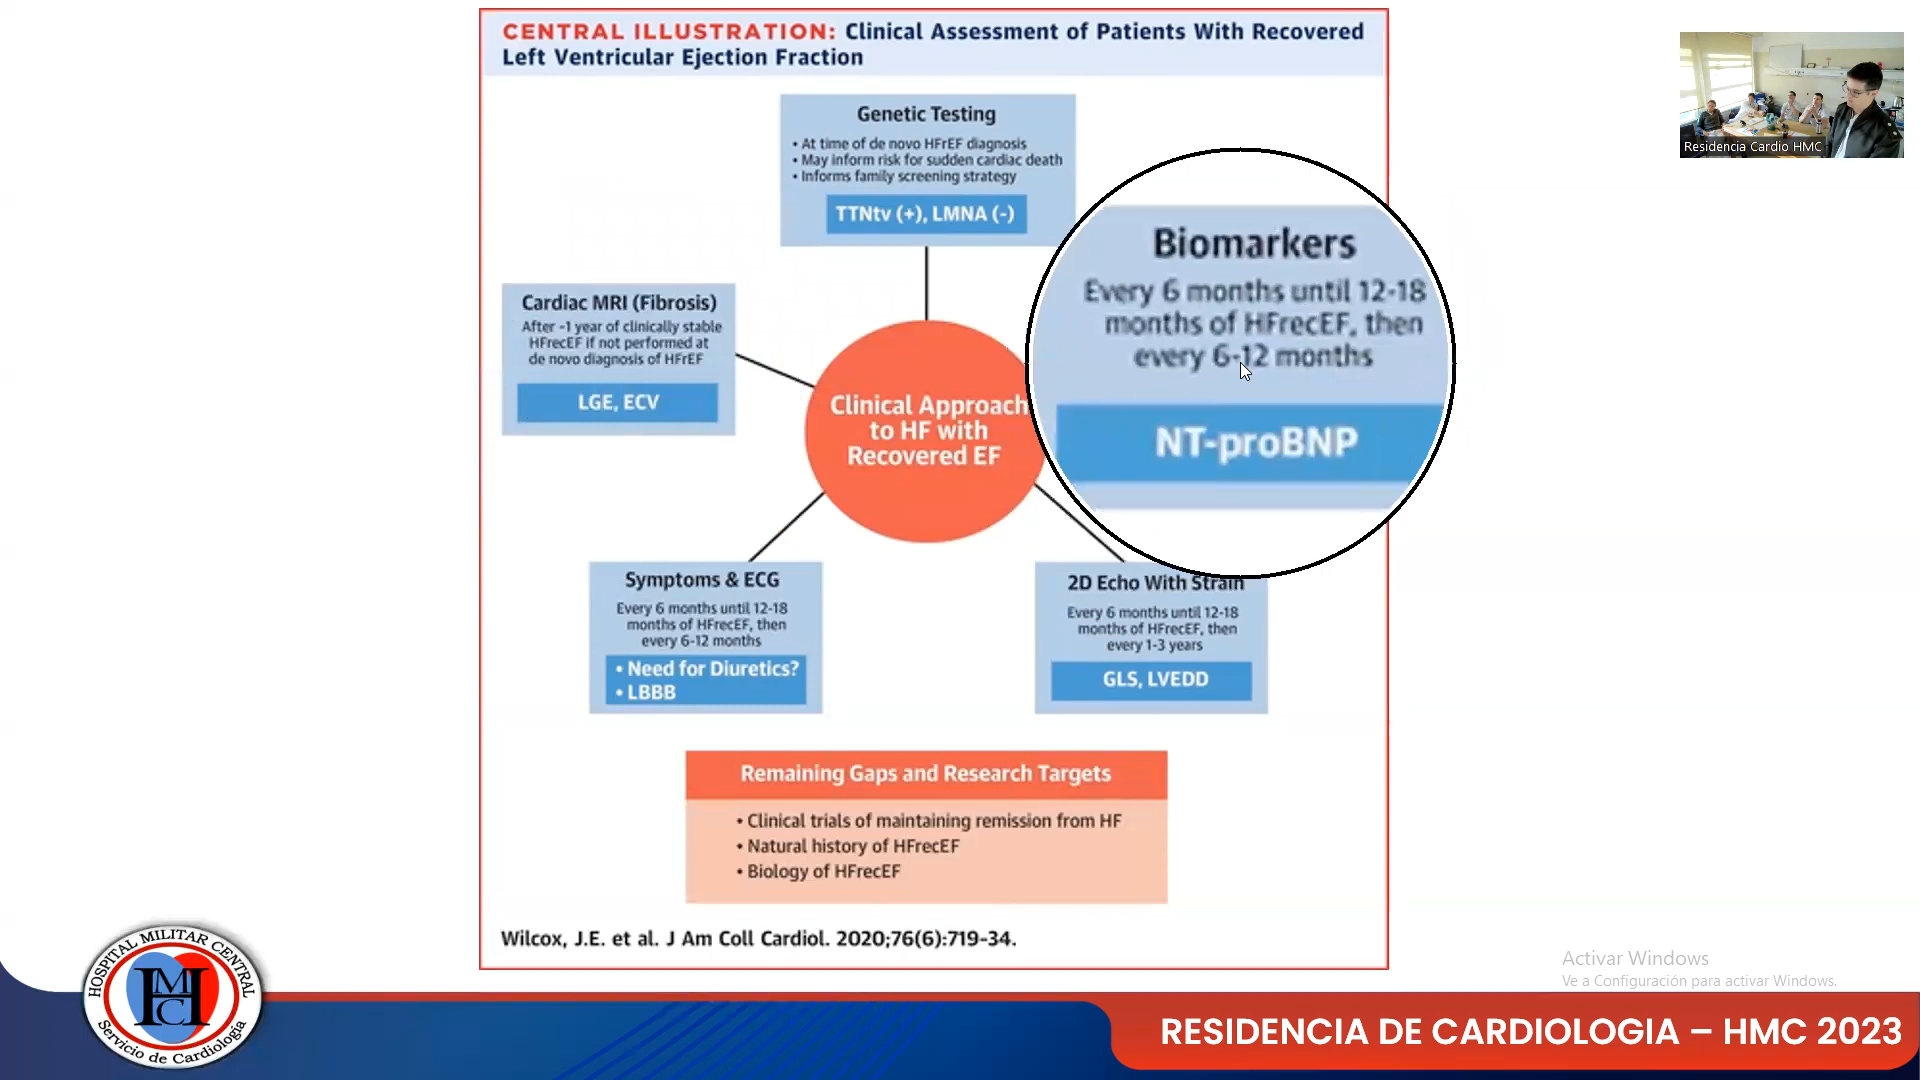 CENTRAL ILLUSTRATION: Clinical Assessment of Patients With Recovered
Left Ventricular Ejection Fraction
Genetic Testing
• At time of de novo HFrEF diagnosis
• May inform risk for sudden cardiac death
• Informs family screening strategy
TTNtv (+), LMNA (-)
Biomarkers
Every 6 months until 12-18
months of HFrecEF, then
every 6-12 months
NT-proBNP
Cardiac MRI (Fibrosis)
After ~1 year of clinically stable
HFrecEF if not performed at
de novo diagnosis of HFrEF
LGE, ECV
Clinical Approach
to HF with
Recovered EF
Symptoms & ECG
Every 6 months until 12-18
months of HFrecEF, then
every 6-12 months
• Need for Diuretics?
• LBBB
2D Echo With Strain
Every 6 months until 12-18
months of HFrecEF, then
every 1-3 years
GLS, LVEDD
Remaining Gaps and Research Targets
• Clinical trials of maintaining remission from HF
• Natural history of HFrecEF
• Biology of HFrecEF
Wilcox, J.E. et al. J Am Coll Cardiol. 2020;76(6):719-34.
Residencia Cardio HMC
Activar Windows
Ve a Configuración para activar Windows.
HOSPITAL MILITAR CENTRAL
HMC
Servicio de Cardiología
RESIDENCIA DE CARDIOLOGIA – HMC 2023